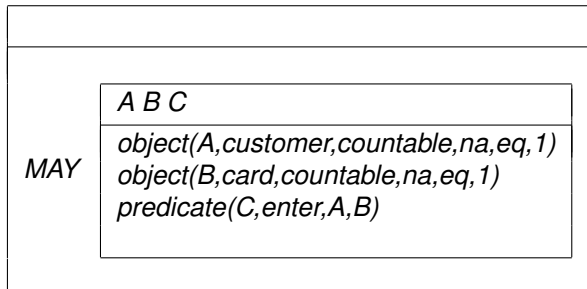 A B C
object(A,customer,countable,na,eq,1)
MAY
object(B,card,countable,na,eq,1)
predicate(C,enter,A,B)